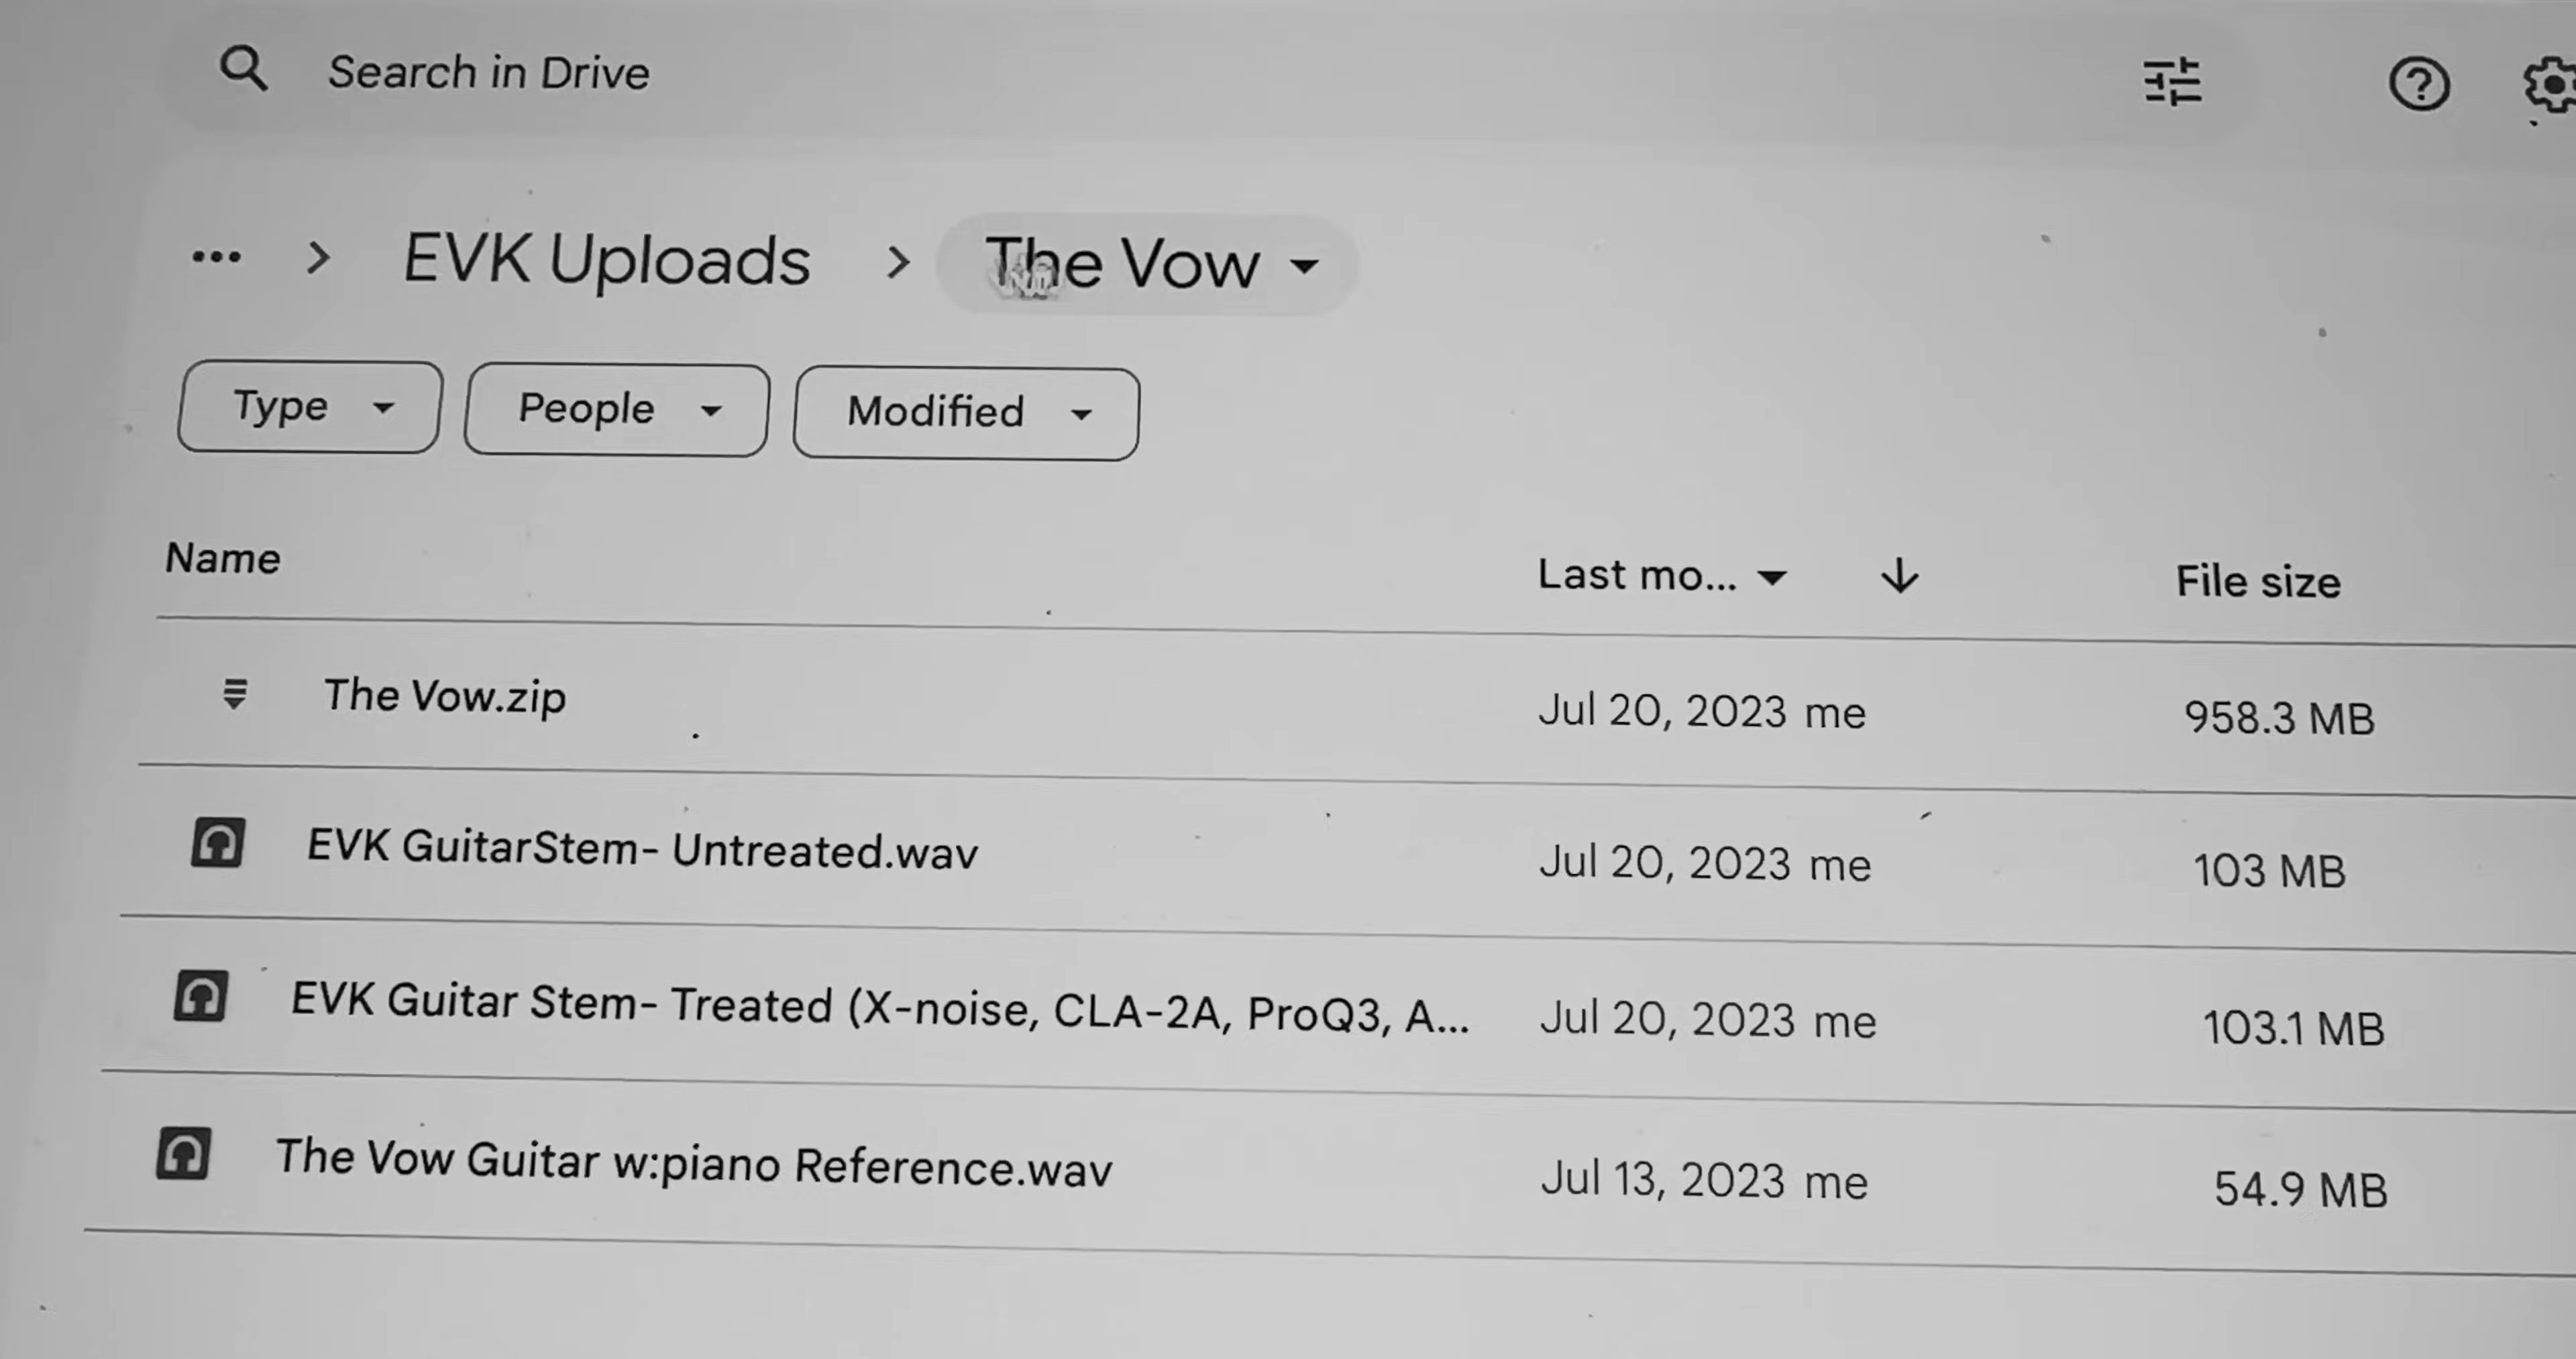 Search in Drive
... > EVK Uploads > The Vow
Type People Modified
Name Last mo... File size
The Vow.zip Jul 20, 2023 me 958.3 MB
EVK GuitarStem- Untreated.wav Jul 20, 2023 me 103 MB
EVK Guitar Stem- Treated (X-noise, CLA-2A, ProQ3, A... Jul 20, 2023 me 103.1 MB
The Vow Guitar w:piano Reference.wav Jul 13, 2023 me 54.9 MB